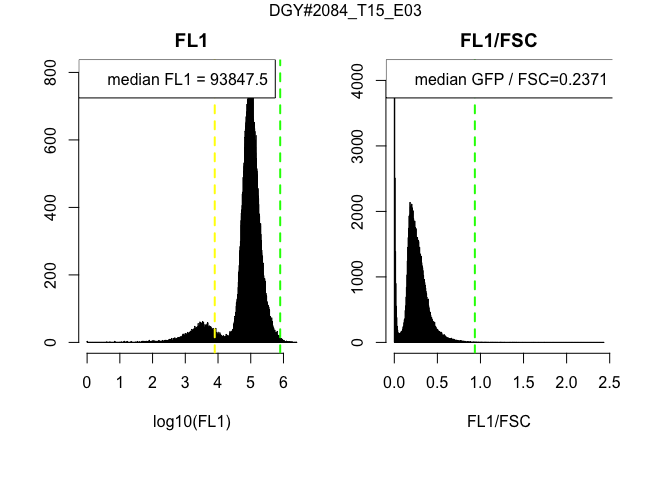 DGY#2084_T15_E03
FL1
median FL1 = 93847.5
0
200
400
600
800
0 1 2 3 4 5 6
log10(FL1)
FL1/FSC
median GFP / FSC=0.2371
0
1000
2000
3000
4000
0.0 0.5 1.0 1.5 2.0 2.5
FL1/FSC